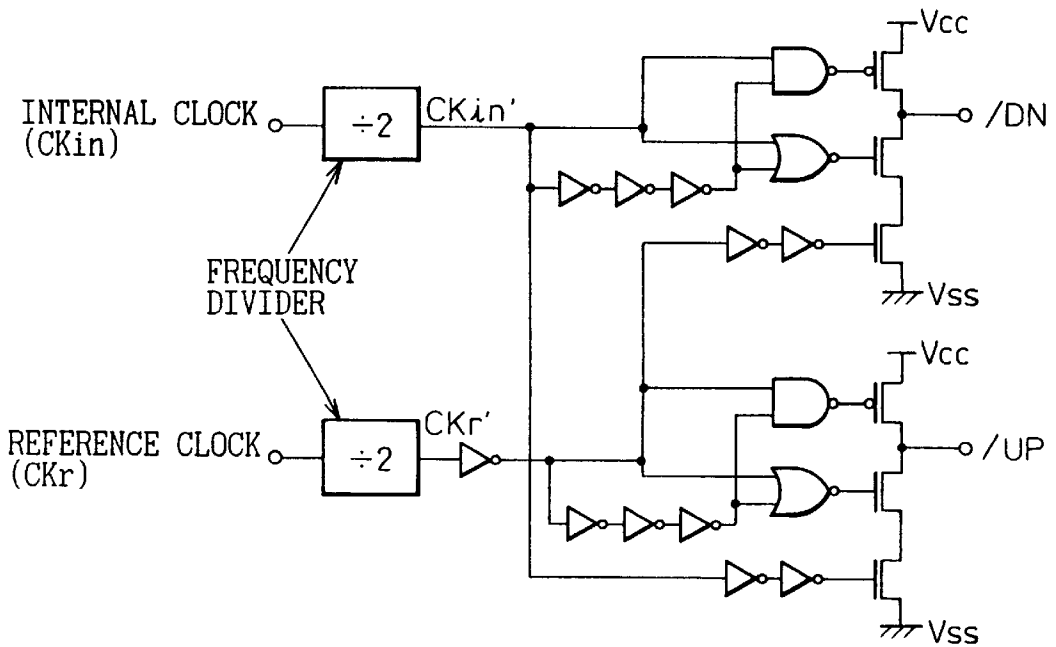 Vcc
INTERNAL CLOCK
(CKin)
÷2
CKin'
/DN
FREQUENCY
DIVIDER
Vss
Vcc
REFERENCE CLOCK
(CKr)
÷2
CKr'
/UP
Vss